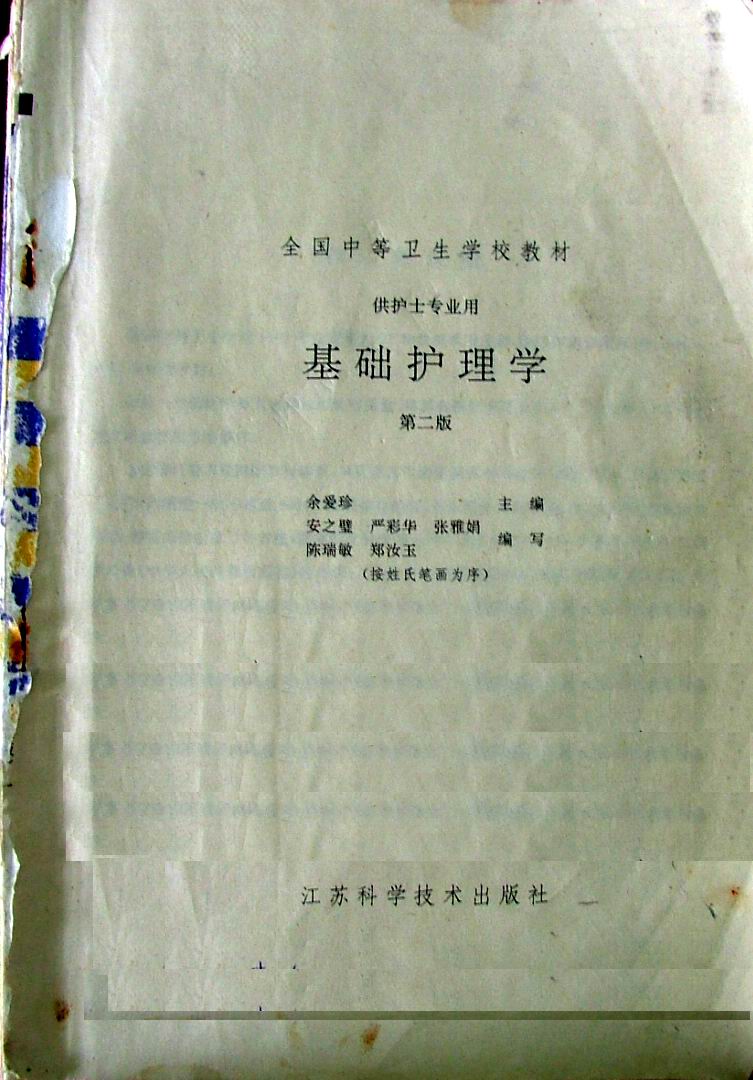 全国中等卫生学校教材
供护士专业用
基础护理学
第二版
余爱珍 主编
安之璧 严彩华 张雅娟
陈瑞敏 郑汝玉 编写
（按姓氏笔画为序）
江苏科学技术出版社